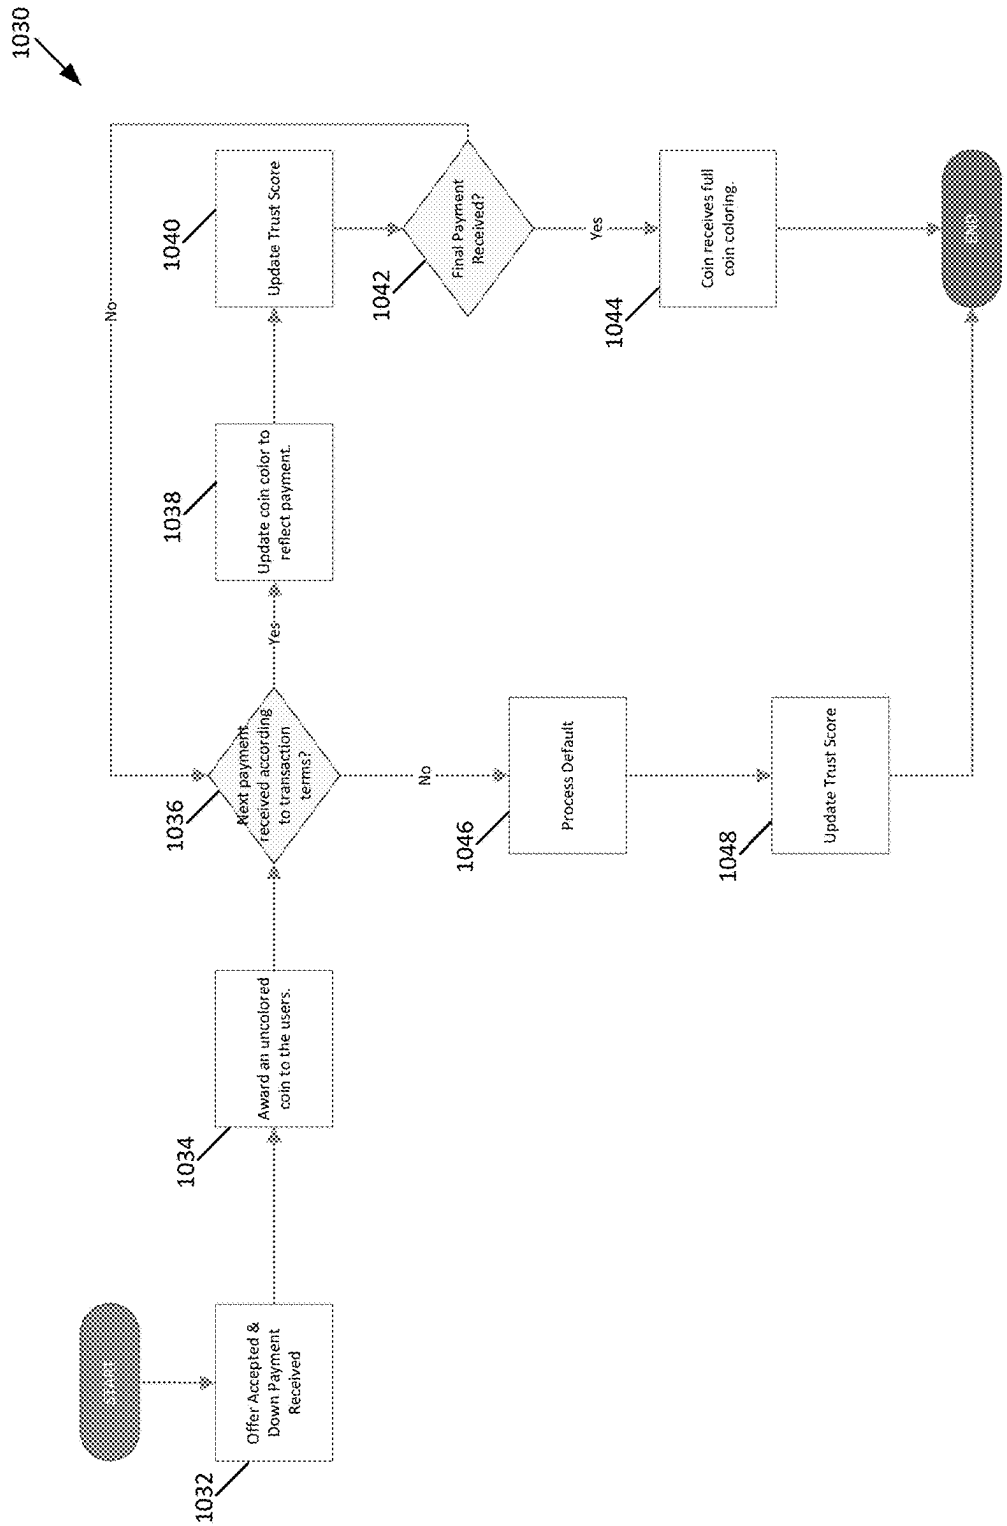 1030
Offer Accepted &
Down Payment
Received
1032
Award an uncolored
coin to the users.
1034
Next payment
received according
to transaction
terms?
1036
Yes
Update coin color to
reflect payment.
1038
Update Trust Score
1040
Final Payment
Received?
1042
No
Yes
Coin receives full
coin coloring.
1044
No
Process Default
1046
Update Trust Score
1048